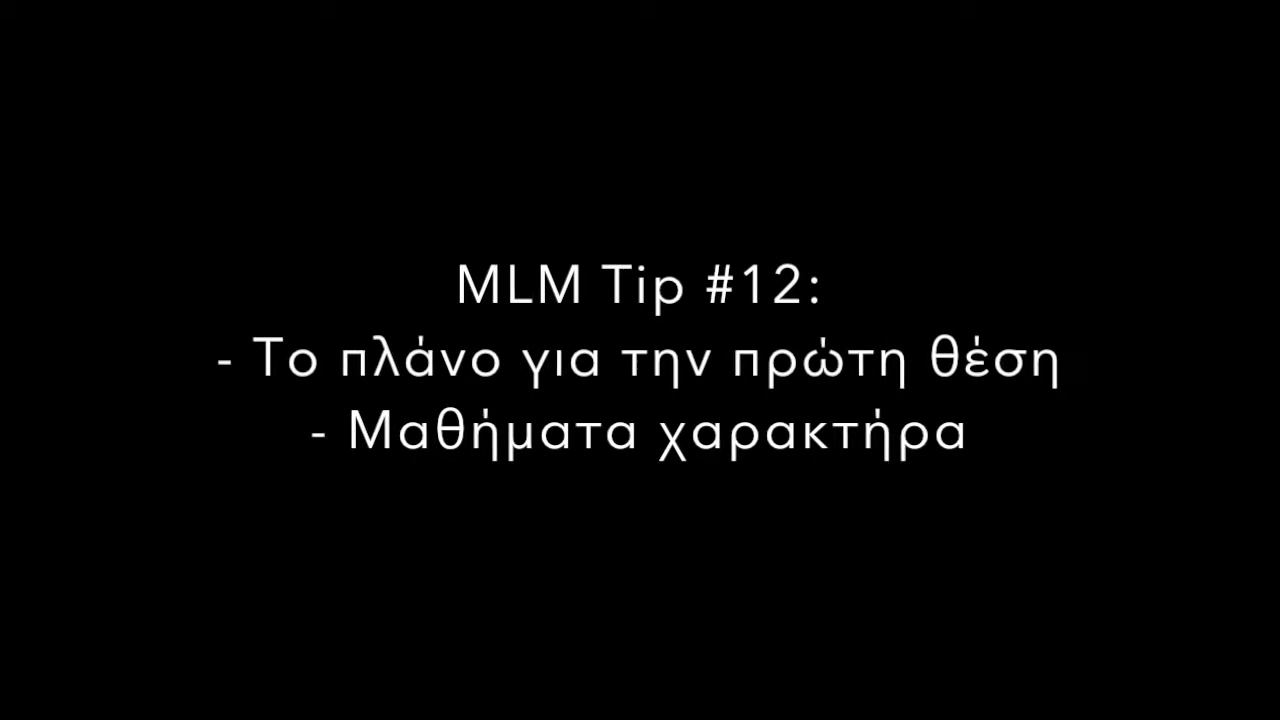 MLM Tip #12:
- Το πλάνο για την πρώτη θέση
- Μαθήματα χαρακτήρα